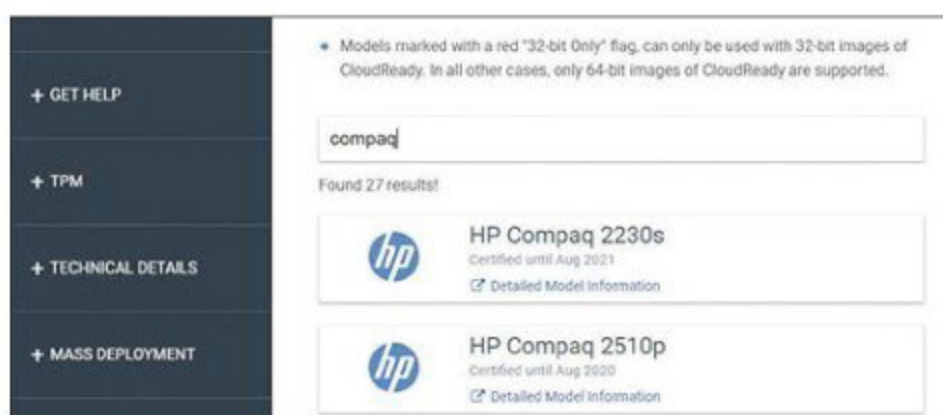 • Models marked with a red "32-bit Only" flag, can only be used with 32-bit images of
CloudReady. In all other cases, only 64-bit images of CloudReady are supported.
+ GET HELP
compaq
+ TPM
Found 27 results!
hp
HP Compaq 2230s
Certified until Aug 2021
Detailed Model Information
+ TECHNICAL DETAILS
hp
HP Compaq 2510p
Certified until Aug 2020
Detailed Model Information
+ MASS DEPLOYMENT